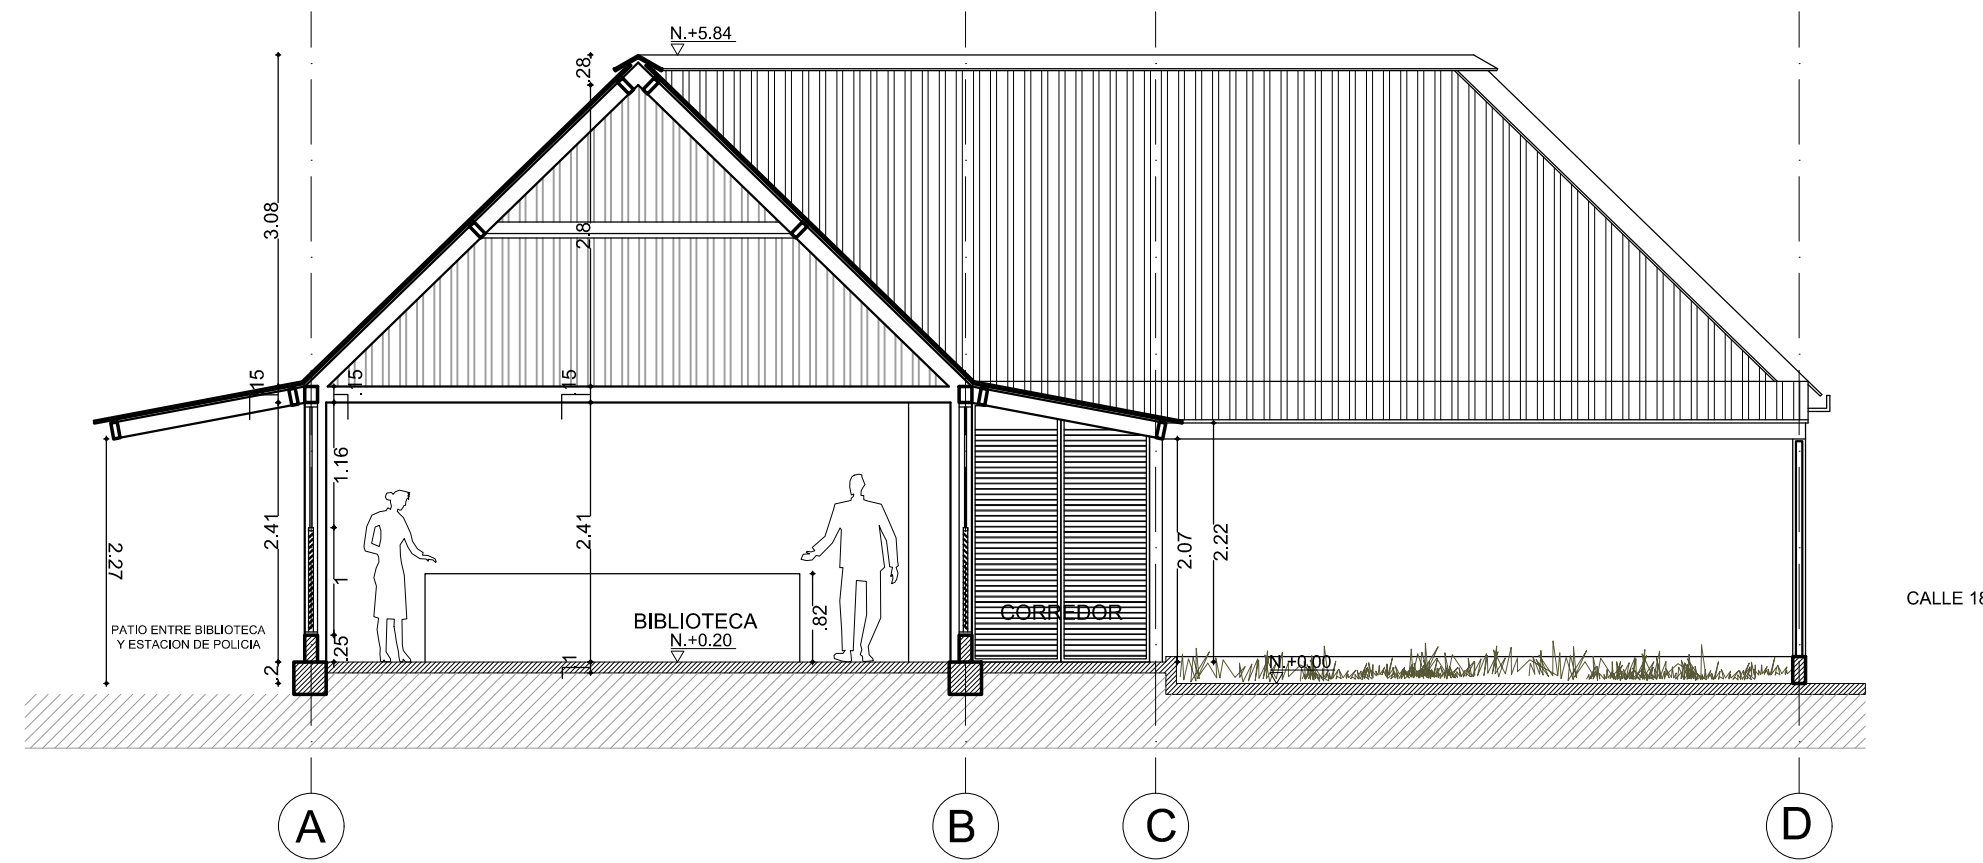 N.+5.84
.28
3.08
2.8
.15
.15
.15
1.16
2.41
2.41
2.27
1
2.07
2.22
.82
CORREDOR
BIBLIOTECA
N.+0.20
CALLE 18
PATIO ENTRE BIBLIOTECA
Y ESTACION DE POLICIA
.25
.2
.1
N.+0.00
A
B
C
D